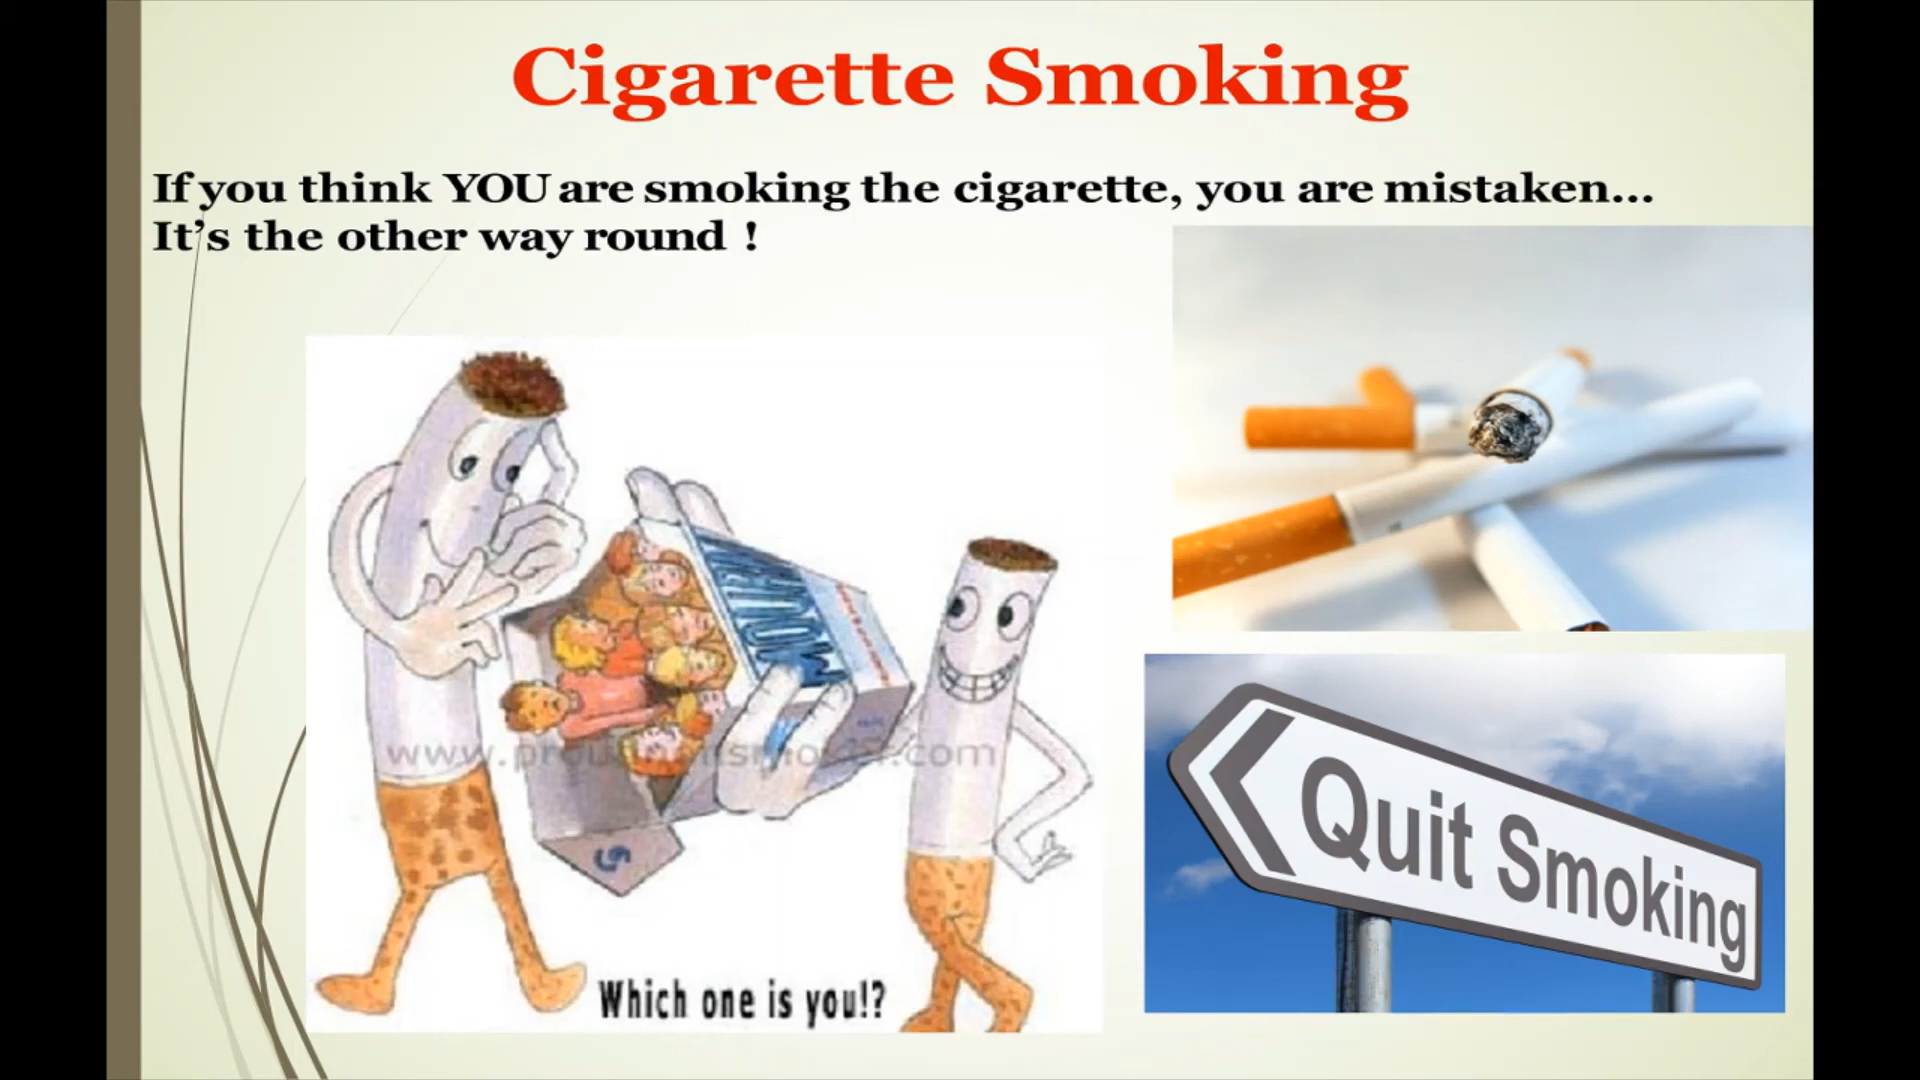 Cigarette Smoking
If you think YOU are smoking the cigarette, you are mistaken...
It's the other way round !
Which one is you!?
Quit Smoking